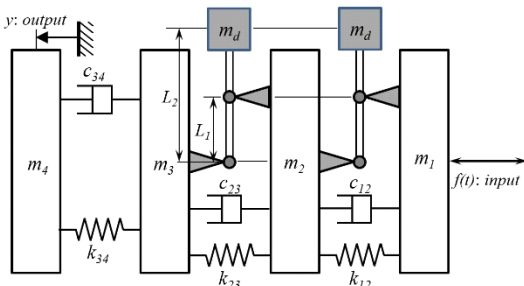 y: output
m_d
m_d
c_34
L_2
L_1
m_4
m_3
m_2
m_1
f(t): input
c_23
c_12
k_34
k_23
k_12